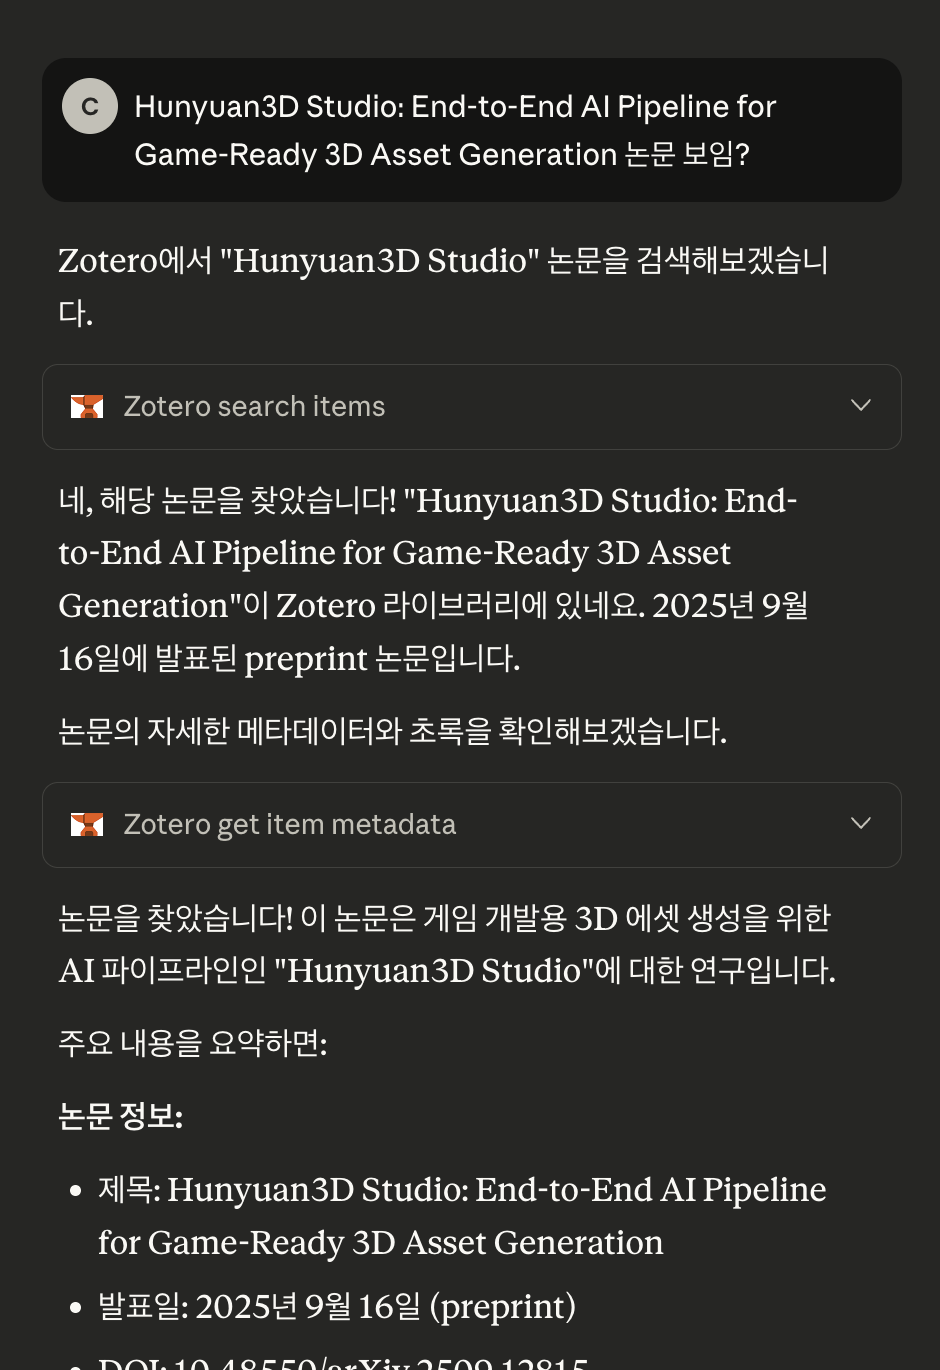 C
Hunyuan3D Studio: End-to-End AI Pipeline for
Game-Ready 3D Asset Generation 논문 보임?
Zotero에서 "Hunyuan3D Studio" 논문을 검색해보겠습니
다.
Zotero search items
네, 해당 논문을 찾았습니다! "Hunyuan3D Studio: End-
to-End AI Pipeline for Game-Ready 3D Asset
Generation"이 Zotero 라이브러리에 있네요. 2025년 9월
16일에 발표된 preprint 논문입니다.
논문의 자세한 메타데이터와 초록을 확인해보겠습니다.
Zotero get item metadata
논문을 찾았습니다! 이 논문은 게임 개발용 3D 에셋 생성을 위한
AI 파이프라인인 "Hunyuan3D Studio"에 대한 연구입니다.
주요 내용을 요약하면:
논문 정보:
• 제목: Hunyuan3D Studio: End-to-End AI Pipeline
for Game-Ready 3D Asset Generation
• 발표일: 2025년 9월 16일 (preprint)
• DOI: 10.48550/arXiv.2509.12815